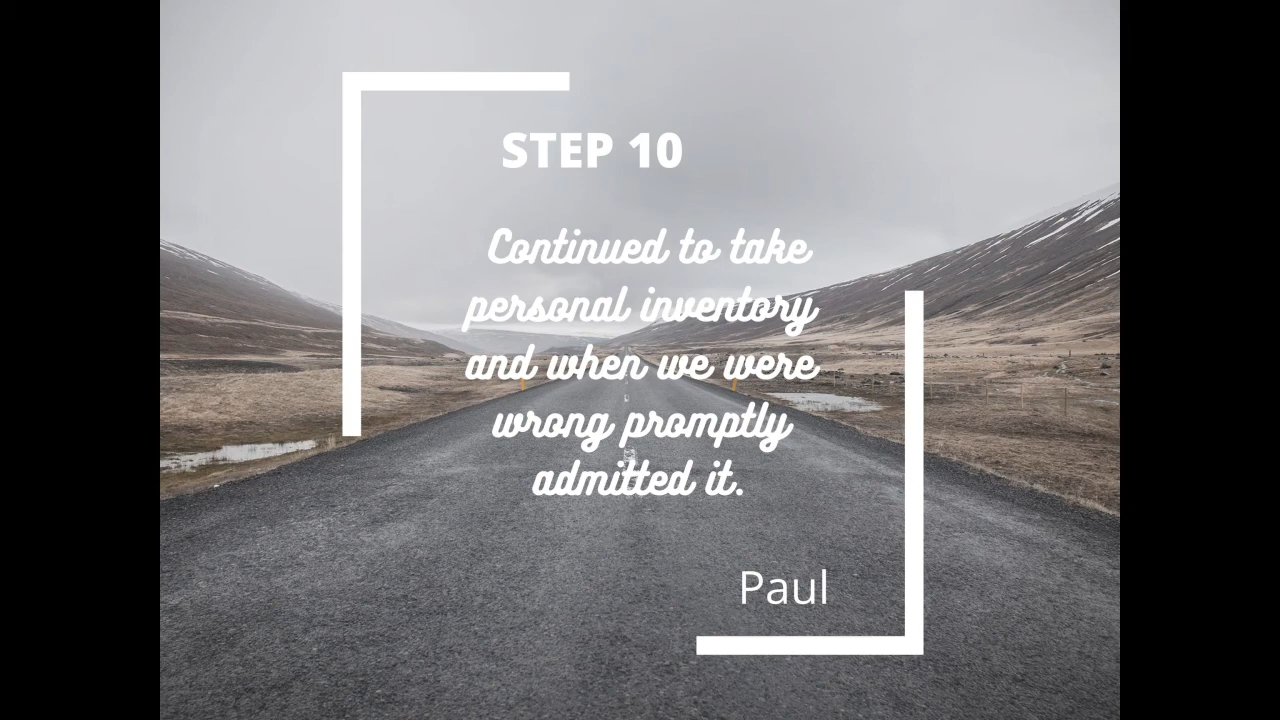 STEP 10
Continued to take
personal inventory
and when we were
wrong promptly
admitted it.
Paul